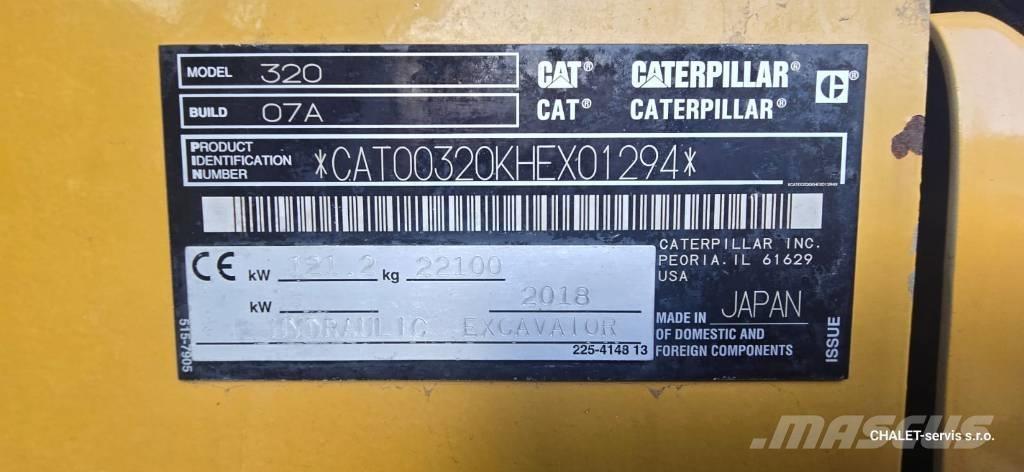 MODEL 320
BUILD 07A
CAT® CATERPILLAR® C®
CAT® CATERPILLAR®
PRODUCT
IDENTIFICATION
NUMBER
*CAT00320KHEX01294*
CATERPILLAR INC.
PEORIA. IL 61629
USA
CE kW 121.2 kg 22100
kW 2018
HYDRAULIC EXCAVATOR
225-4148 13
515-7905
MADE IN JAPAN
OF DOMESTIC AND
FOREIGN COMPONENTS
ISSUE
MASCUS
CHALET-servis s.r.o.